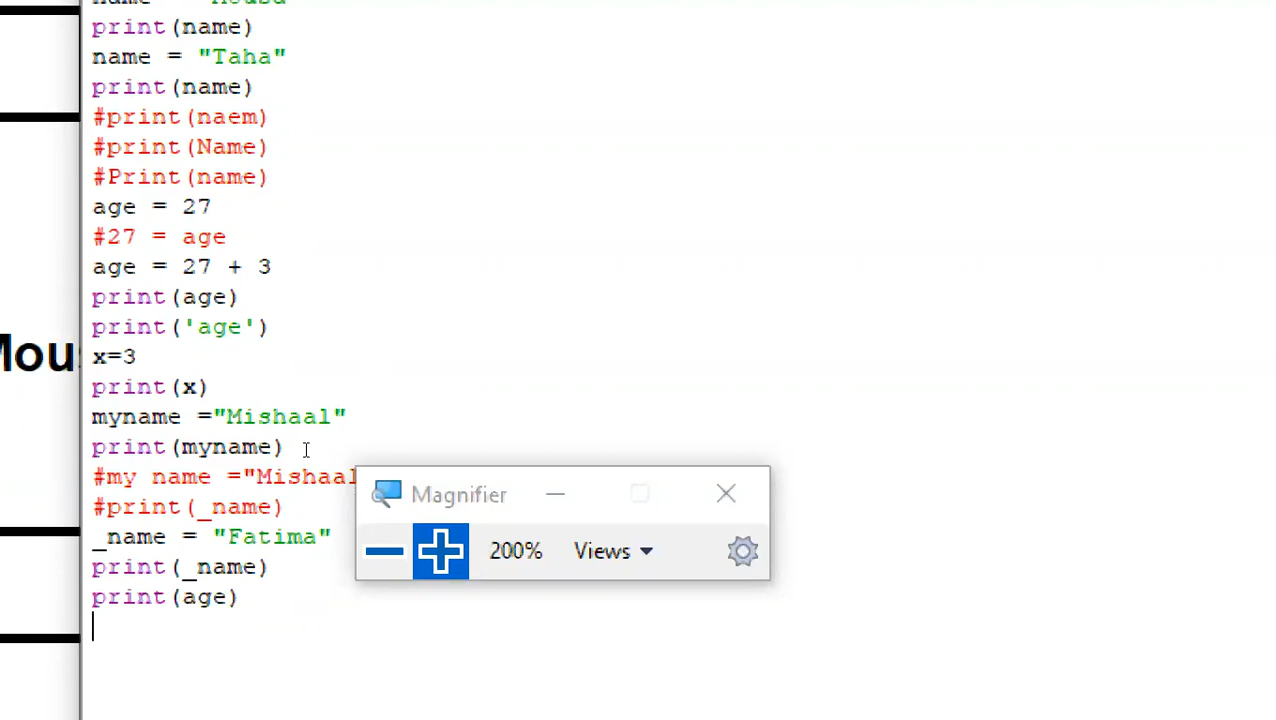 print(name)
name = "Taha"
print(name)
#print(naem)
#print(Name)
#Print(name)
age = 27
#27 = age
age = 27 + 3
print(age)
print('age')
x=3
print(x)
myname ="Mishaal"
print(myname)
#my name ="Mishaal
#print(_name)
_name = "Fatima"
print(_name)
print(age)
Magnifier
200% Views